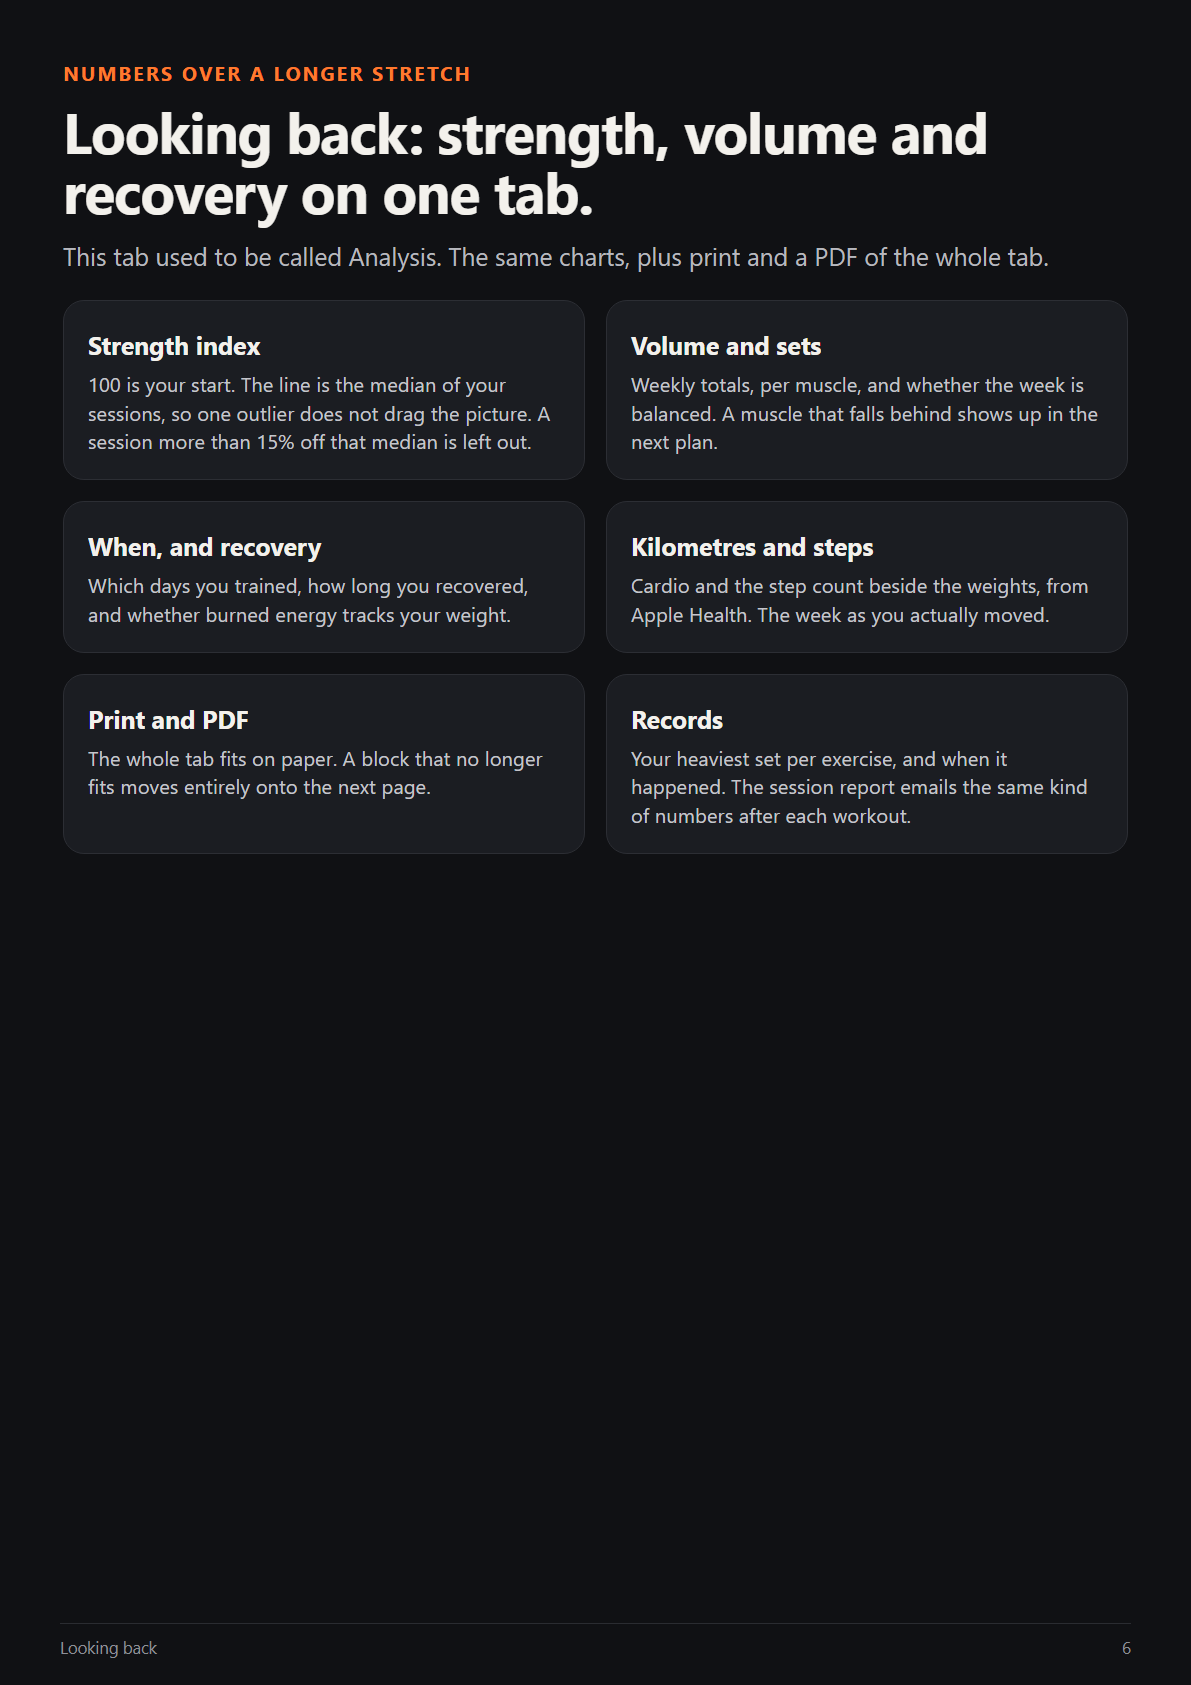 NUMBERS OVER A LONGER STRETCH
Looking back: strength, volume and
recovery on one tab.
This tab used to be called Analysis. The same charts, plus print and a PDF of the whole tab.
Strength index
100 is your start. The line is the median of your
sessions, so one outlier does not drag the picture. A
session more than 15% off that median is left out.
Volume and sets
Weekly totals, per muscle, and whether the week is
balanced. A muscle that falls behind shows up in the
next plan.
When, and recovery
Which days you trained, how long you recovered,
and whether burned energy tracks your weight.
Kilometres and steps
Cardio and the step count beside the weights, from
Apple Health. The week as you actually moved.
Print and PDF
The whole tab fits on paper. A block that no longer
fits moves entirely onto the next page.
Records
Your heaviest set per exercise, and when it
happened. The session report emails the same kind
of numbers after each workout.
Looking back
6